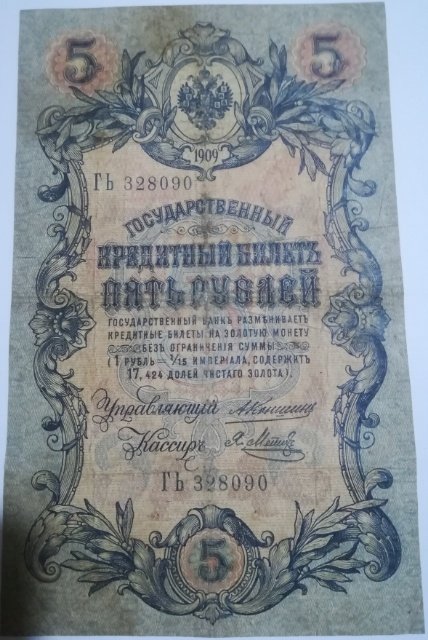 5 5
1909
ГЬ 328090
ГОСУДАРСТВЕННЫЙ
КРЕДИТНЫЙ БИЛЕТЪ
ПЯТЬ РУБЛЕЙ
ГОСУДАРСТВЕННЫЙ БАНКЪ РАЗМѢНИВАЕТЪ
КРЕДИТНЫЕ БИЛЕТЫ НА ЗОЛОТУЮ МОНЕТУ
БЕЗЪ ОГРАНИЧЕНІЯ СУММЫ
(1 РУБЛЬ = 1/15 ИМПЕРІАЛА, СОДЕРЖИТЪ
17,424 ДОЛЕЙ ЧИСТАГО ЗОЛОТА).
Управляющій
Кассиръ
ГЬ 328090
5